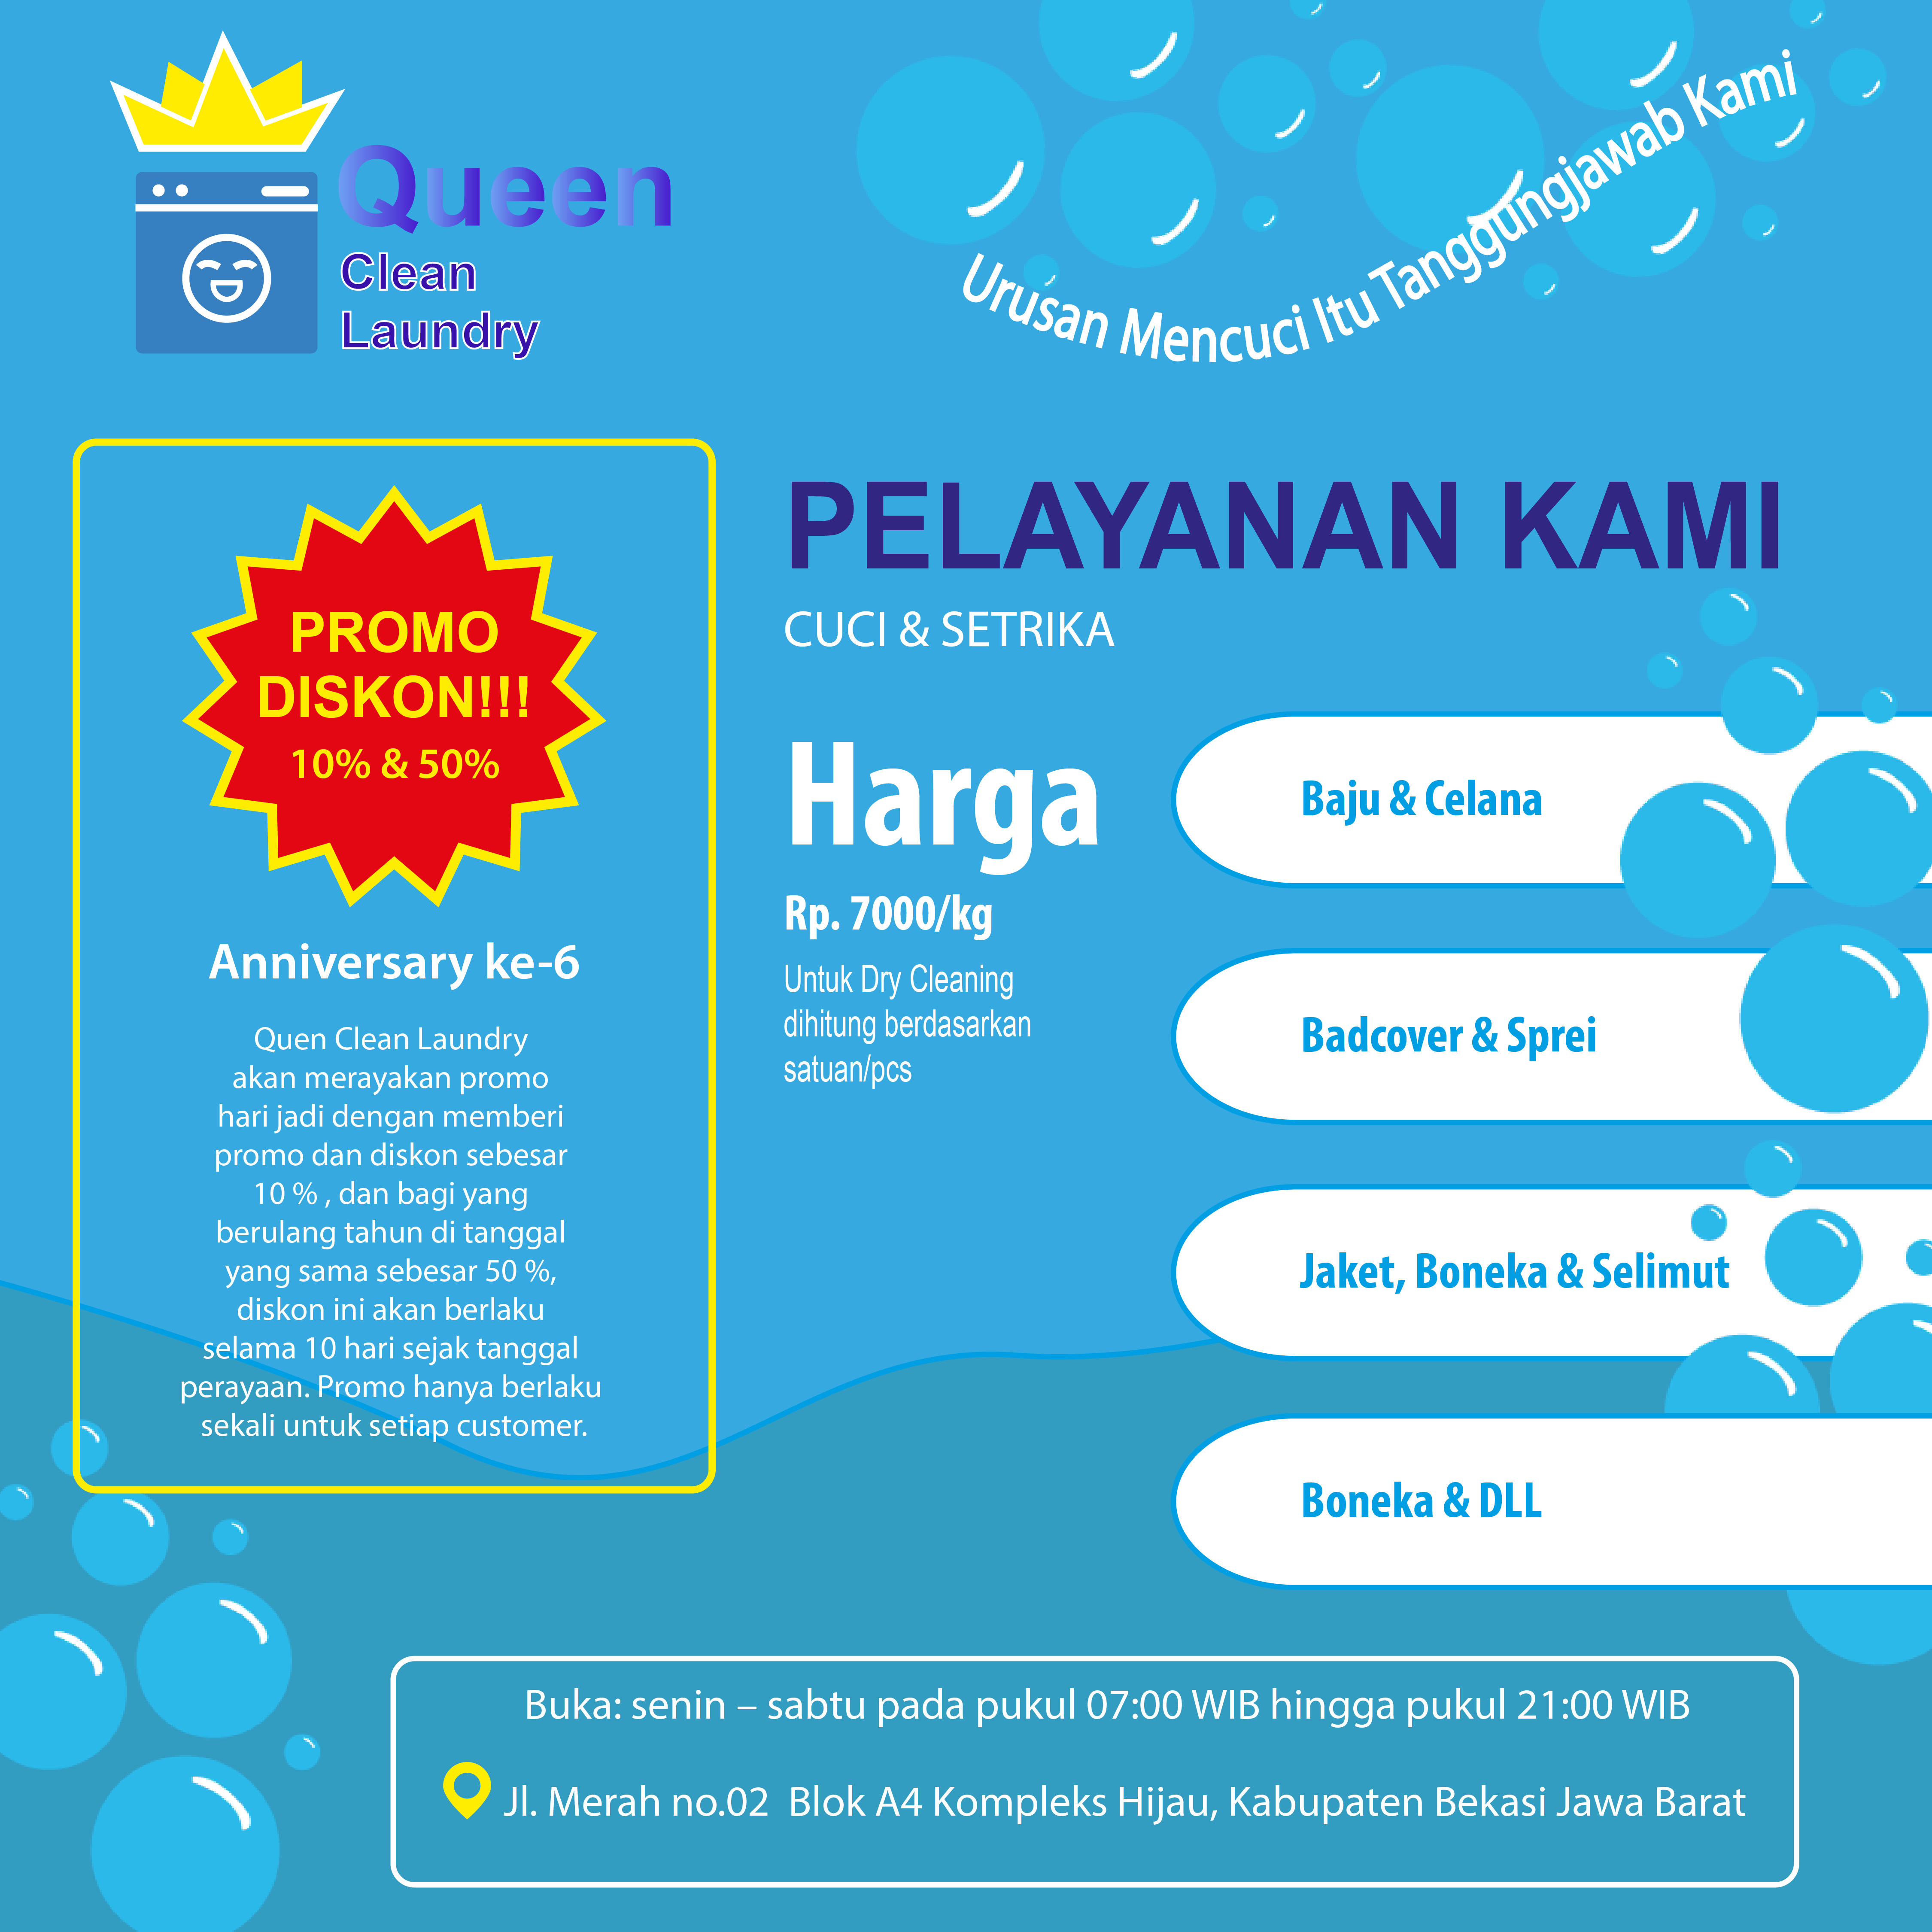 Queen
Clean
Laundry
Urusan Mencuci Itu Tanggungjawab Kami
PROMO
DISKON!!!
10% & 50%
Anniversary ke-6
Quen Clean Laundry
akan merayakan promo
hari jadi dengan memberi
promo dan diskon sebesar
10 % , dan bagi yang
berulang tahun di tanggal
yang sama sebesar 50 %,
diskon ini akan berlaku
selama 10 hari sejak tanggal
perayaan. Promo hanya berlaku
sekali untuk setiap customer.
PELAYANAN KAMI
CUCI & SETRIKA
Harga
Rp. 7000/kg
Untuk Dry Cleaning
dihitung berdasarkan
satuan/pcs
Baju & Celana
Badcover & Sprei
Jaket, Boneka & Selimut
Boneka & DLL
Buka: senin – sabtu pada pukul 07:00 WIB hingga pukul 21:00 WIB
Jl. Merah no.02  Blok A4 Kompleks Hijau, Kabupaten Bekasi Jawa Barat